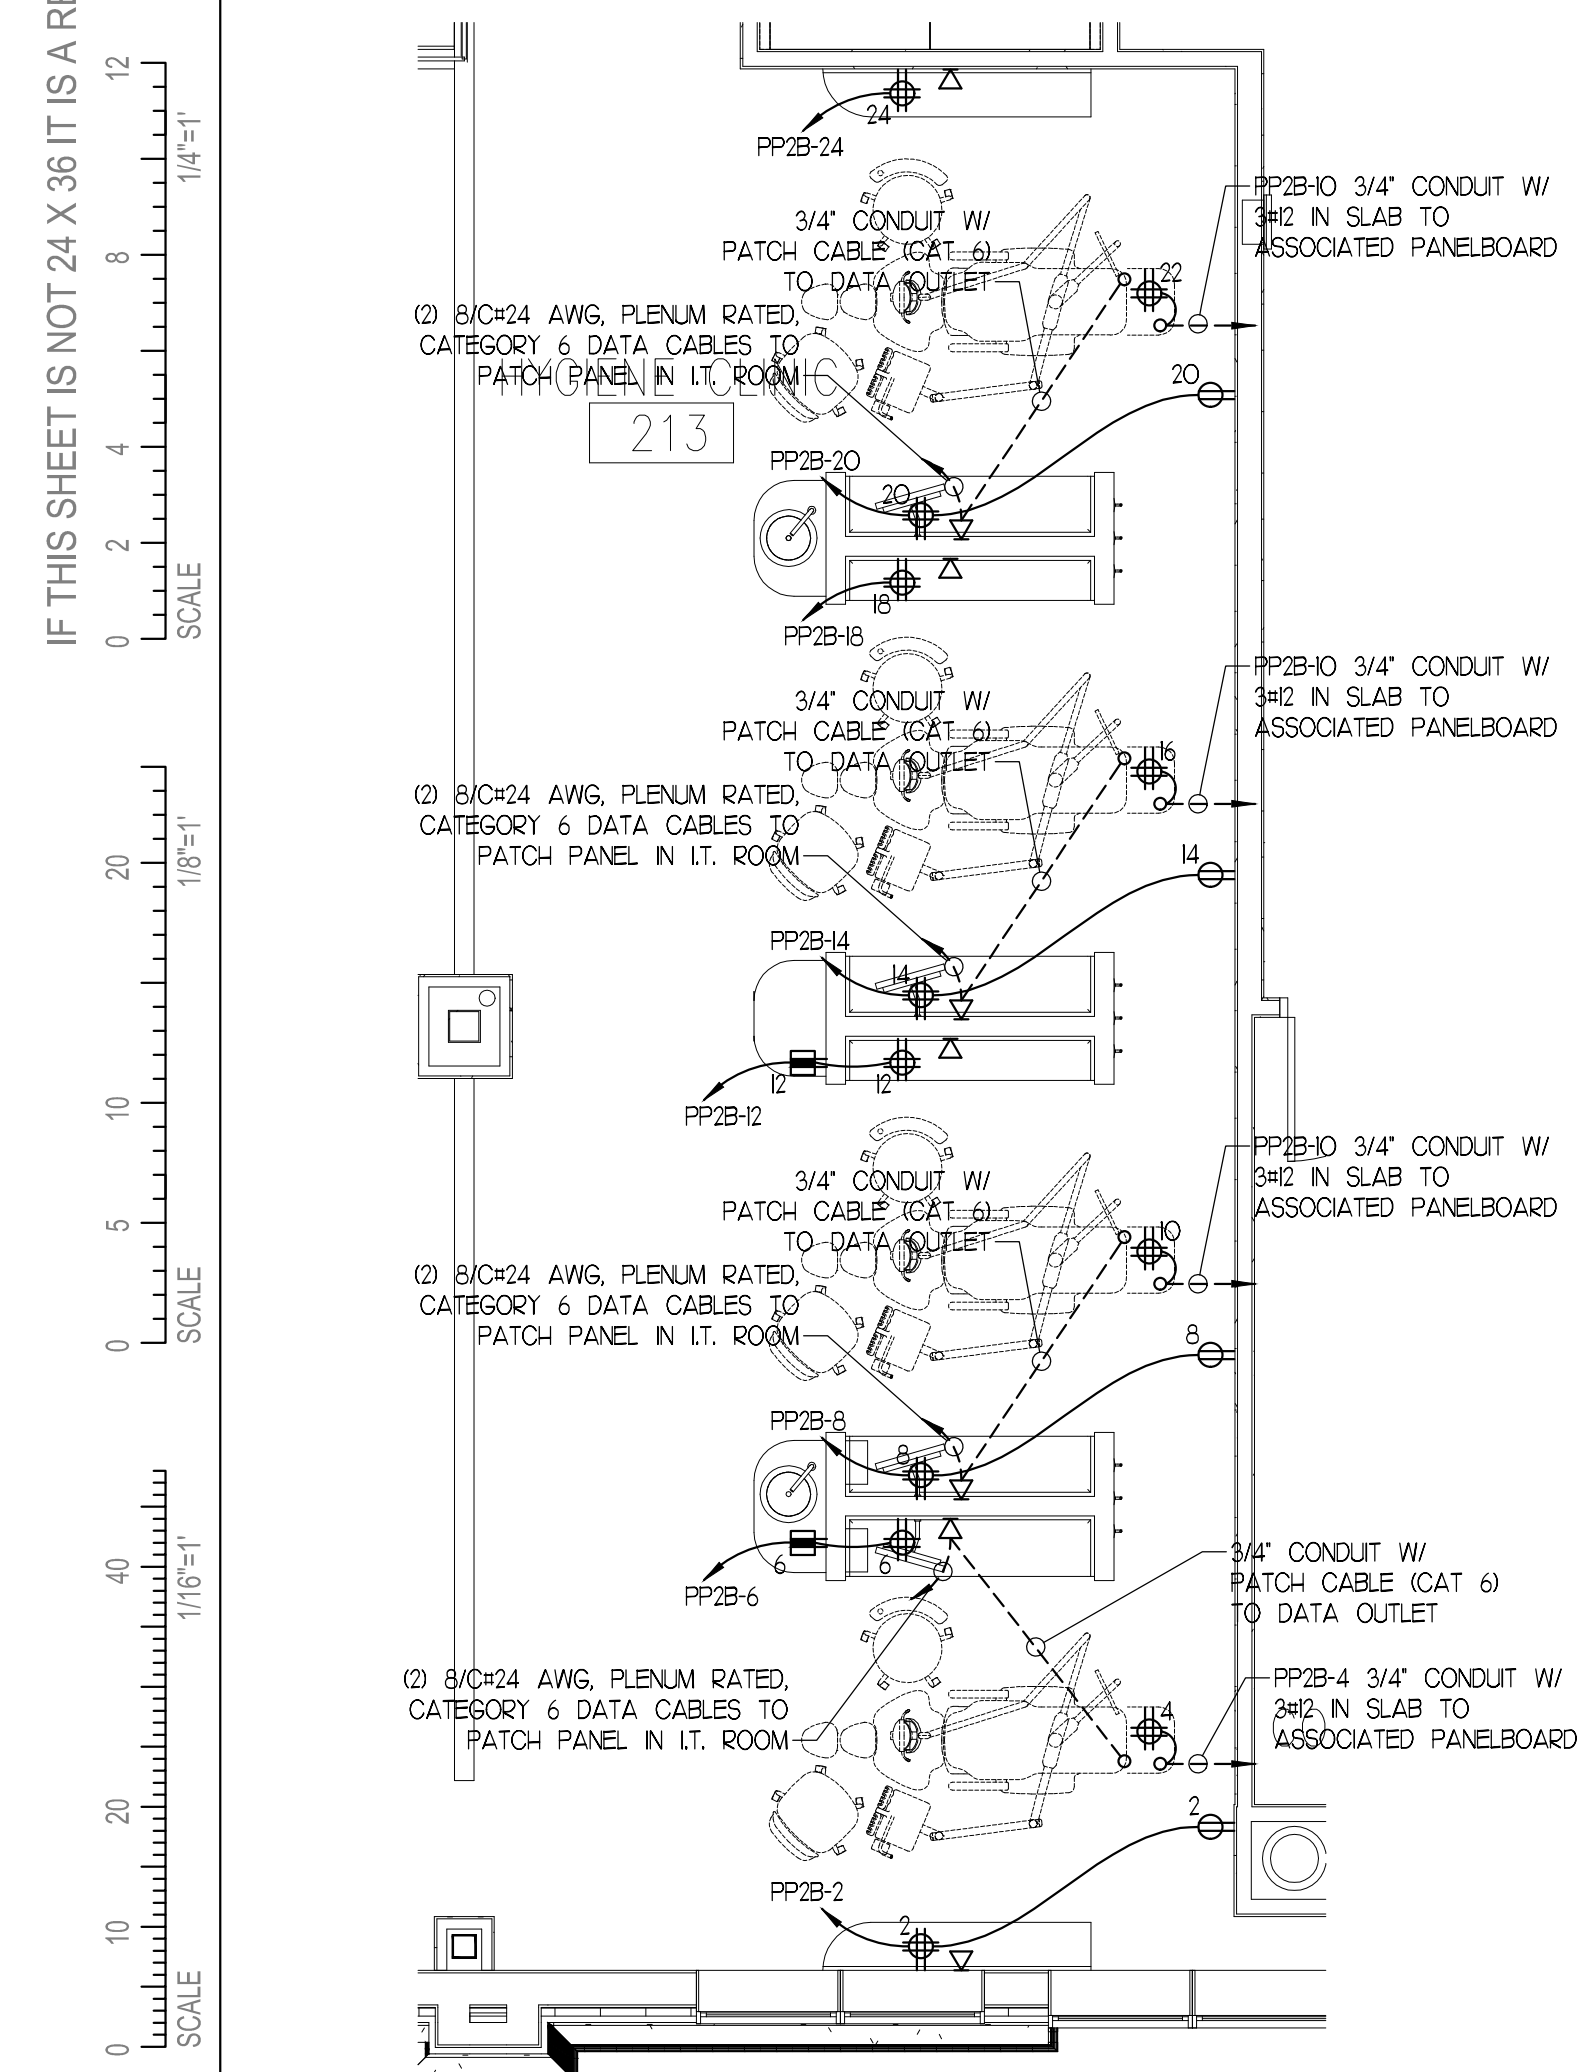 IF THIS SHEET IS NOT 24 X 36 IT IS A RE
12
8
4
2
0
1/4"=1'
SCALE
20
10
5
0
1/8"=1'
SCALE
40
20
10
0
1/16"=1'
SCALE
24
PP2B-24
PP2B-10 3/4" CONDUIT W/
3#12 IN SLAB TO
ASSOCIATED PANELBOARD
3/4" CONDUIT W/
PATCH CABLE (CAT 6)
TO DATA OUTLET
22
(2) 8/C#24 AWG, PLENUM RATED,
CATEGORY 6 DATA CABLES TO
PATCH PANEL IN I.T. ROOM
HYGIENE CLINIC
213
20
PP2B-20
20
18
PP2B-18
PP2B-10 3/4" CONDUIT W/
3#12 IN SLAB TO
ASSOCIATED PANELBOARD
3/4" CONDUIT W/
PATCH CABLE (CAT 6)
TO DATA OUTLET
16
(2) 8/C#24 AWG, PLENUM RATED,
CATEGORY 6 DATA CABLES TO
PATCH PANEL IN I.T. ROOM
14
PP2B-14
14
12
12
PP2B-12
PP2B-10 3/4" CONDUIT W/
3#12 IN SLAB TO
ASSOCIATED PANELBOARD
3/4" CONDUIT W/
PATCH CABLE (CAT 6)
TO DATA OUTLET
10
(2) 8/C#24 AWG, PLENUM RATED,
CATEGORY 6 DATA CABLES TO
PATCH PANEL IN I.T. ROOM
8
PP2B-8
8
6
6
PP2B-6
3/4" CONDUIT W/
PATCH CABLE (CAT 6)
TO DATA OUTLET
(2) 8/C#24 AWG, PLENUM RATED,
CATEGORY 6 DATA CABLES TO
PATCH PANEL IN I.T. ROOM
PP2B-4 3/4" CONDUIT W/
3#12 IN SLAB TO
ASSOCIATED PANELBOARD
4
2
PP2B-2
2